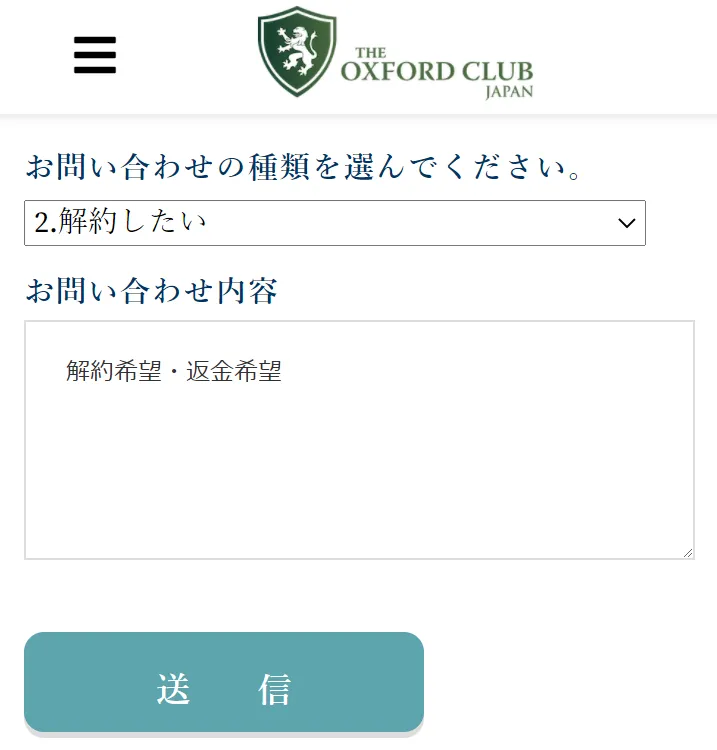 THE
OXFORD CLUB
JAPAN
お問い合わせの種類を選んでください。
2.解約したい
お問い合わせ内容
解約希望・返金希望
送　信